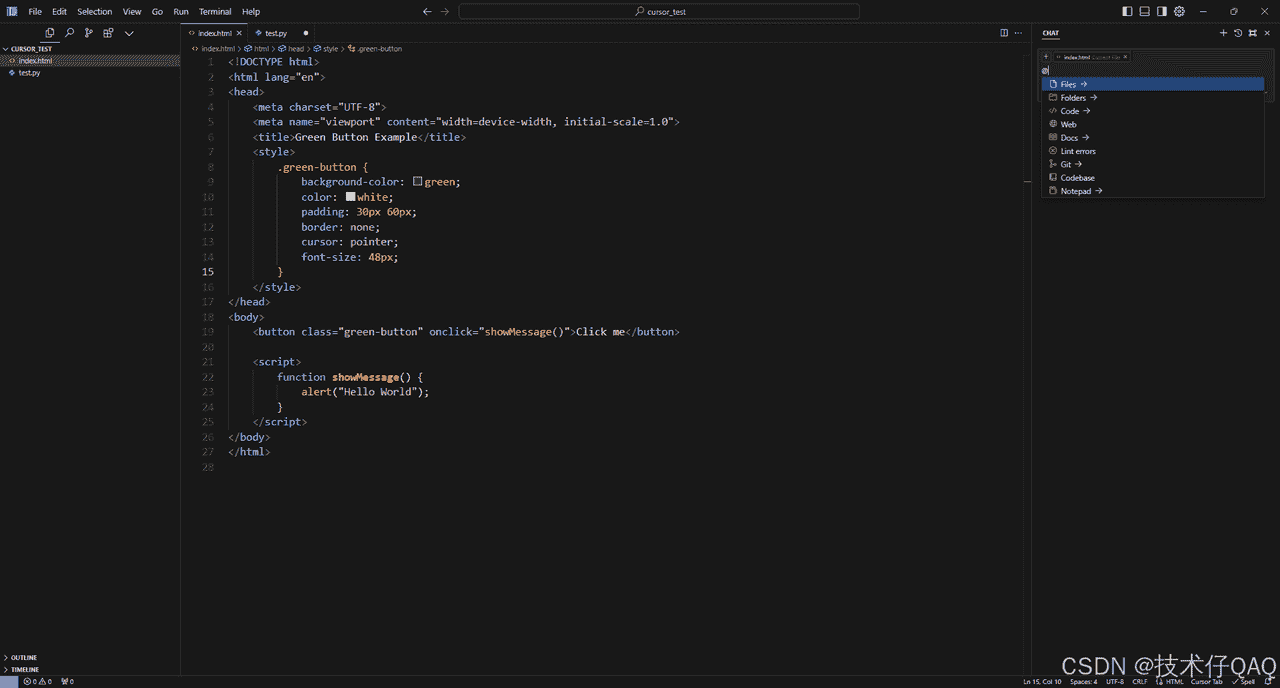 File Edit Selection View Go Run Terminal Help
cursor_test
CURSOR_TEST
index.html
test.py
index.html
test.py
index.html > html > head > style > .green-button
1 <!DOCTYPE html>
2 <html lang="en">
3 <head>
4 <meta charset="UTF-8">
5 <meta name="viewport" content="width=device-width, initial-scale=1.0">
6 <title>Green Button Example</title>
7 <style>
8 .green-button {
9 background-color: green;
10 color: white;
11 padding: 30px 60px;
12 border: none;
13 cursor: pointer;
14 font-size: 48px;
15 }
16 </style>
17 </head>
18 <body>
19 <button class="green-button" onclick="showMessage()">Click me</button>
20
21 <script>
22 function showMessage() {
23 alert("Hello World");
24 }
25 </script>
26 </body>
27 </html>
28
CHAT
index.html Current File
@
Files
Folders
Code
Web
Docs
Lint errors
Git
Codebase
Notepad
OUTLINE
TIMELINE
0 0 0
Ln 15, Col 10 Spaces: 4 UTF-8 CRLF HTML Cursor Tab Spell
CSDN @技术仔QAQ